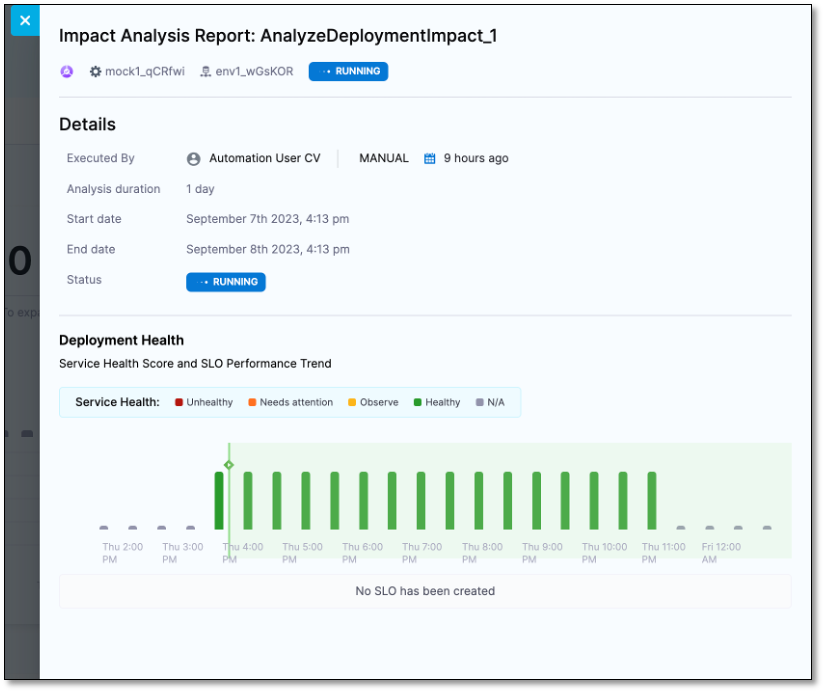 Impact Analysis Report: AnalyzeDeploymentImpact_1
mock1_qCRfwi env1_wGsKOR RUNNING
Details
Executed By Automation User CV MANUAL 9 hours ago
Analysis duration 1 day
Start date September 7th 2023, 4:13 pm
End date September 8th 2023, 4:13 pm
0
Status RUNNING
To expa
Deployment Health
Service Health Score and SLO Performance Trend
Service Health: Unhealthy Needs attention Observe Healthy N/A
Thu 2:00 PM Thu 3:00 PM Thu 4:00 PM Thu 5:00 PM Thu 6:00 PM Thu 7:00 PM Thu 8:00 PM Thu 9:00 PM Thu 10:00 PM Thu 11:00 PM Fri 12:00 AM
No SLO has been created